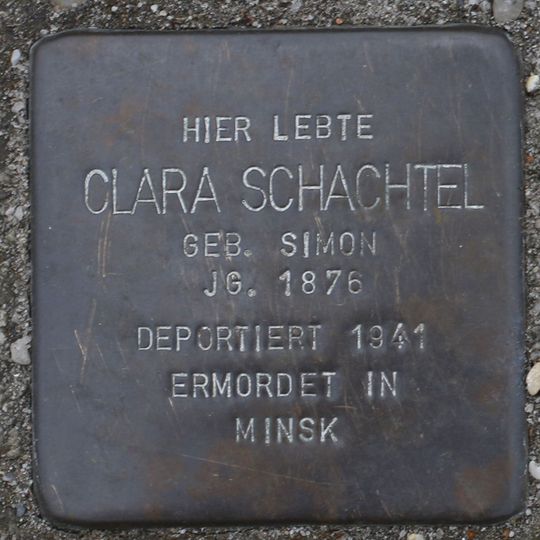 HIER LEBTE
CLARA SCHACHTEL
GEB. SIMON
JG. 1876
DEPORTIERT 1941
ERMORDET IN
MINSK